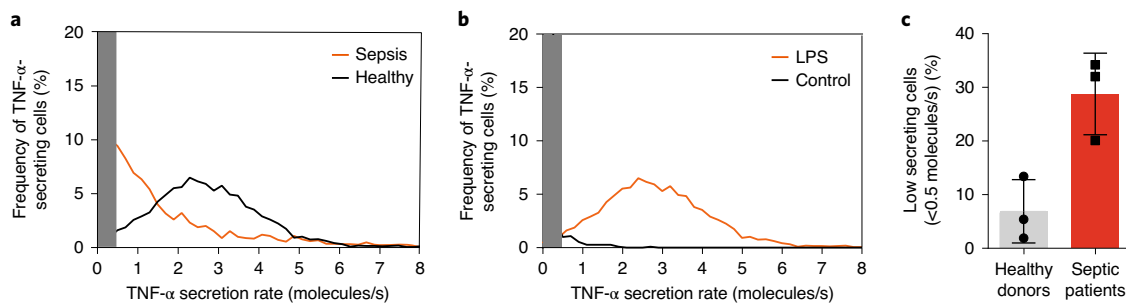 a
Frequency of TNF-α-
secreting cells (%)
20
15
10
5
0
Sepsis
Healthy
0 1 2 3 4 5 6 7 8
TNF-α secretion rate (molecules/s)
b
Frequency of TNF-α-
secreting cells (%)
20
15
10
5
0
LPS
Control
0 1 2 3 4 5 6 7 8
TNF-α secretion rate (molecules/s)
c
Low secreting cells
(<0.5 molecules/s) (%)
40
30
20
10
0
Healthy
donors
Septic
patients